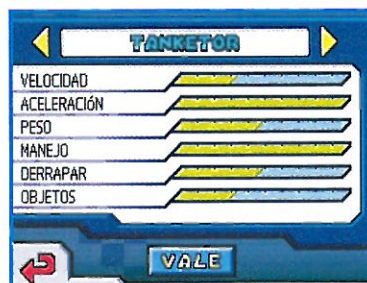 TANKETOR
VELOCIDAD
ACELERACIÓN
PESO
MANEJO
DERRAPAR
OBJETOS
VALE